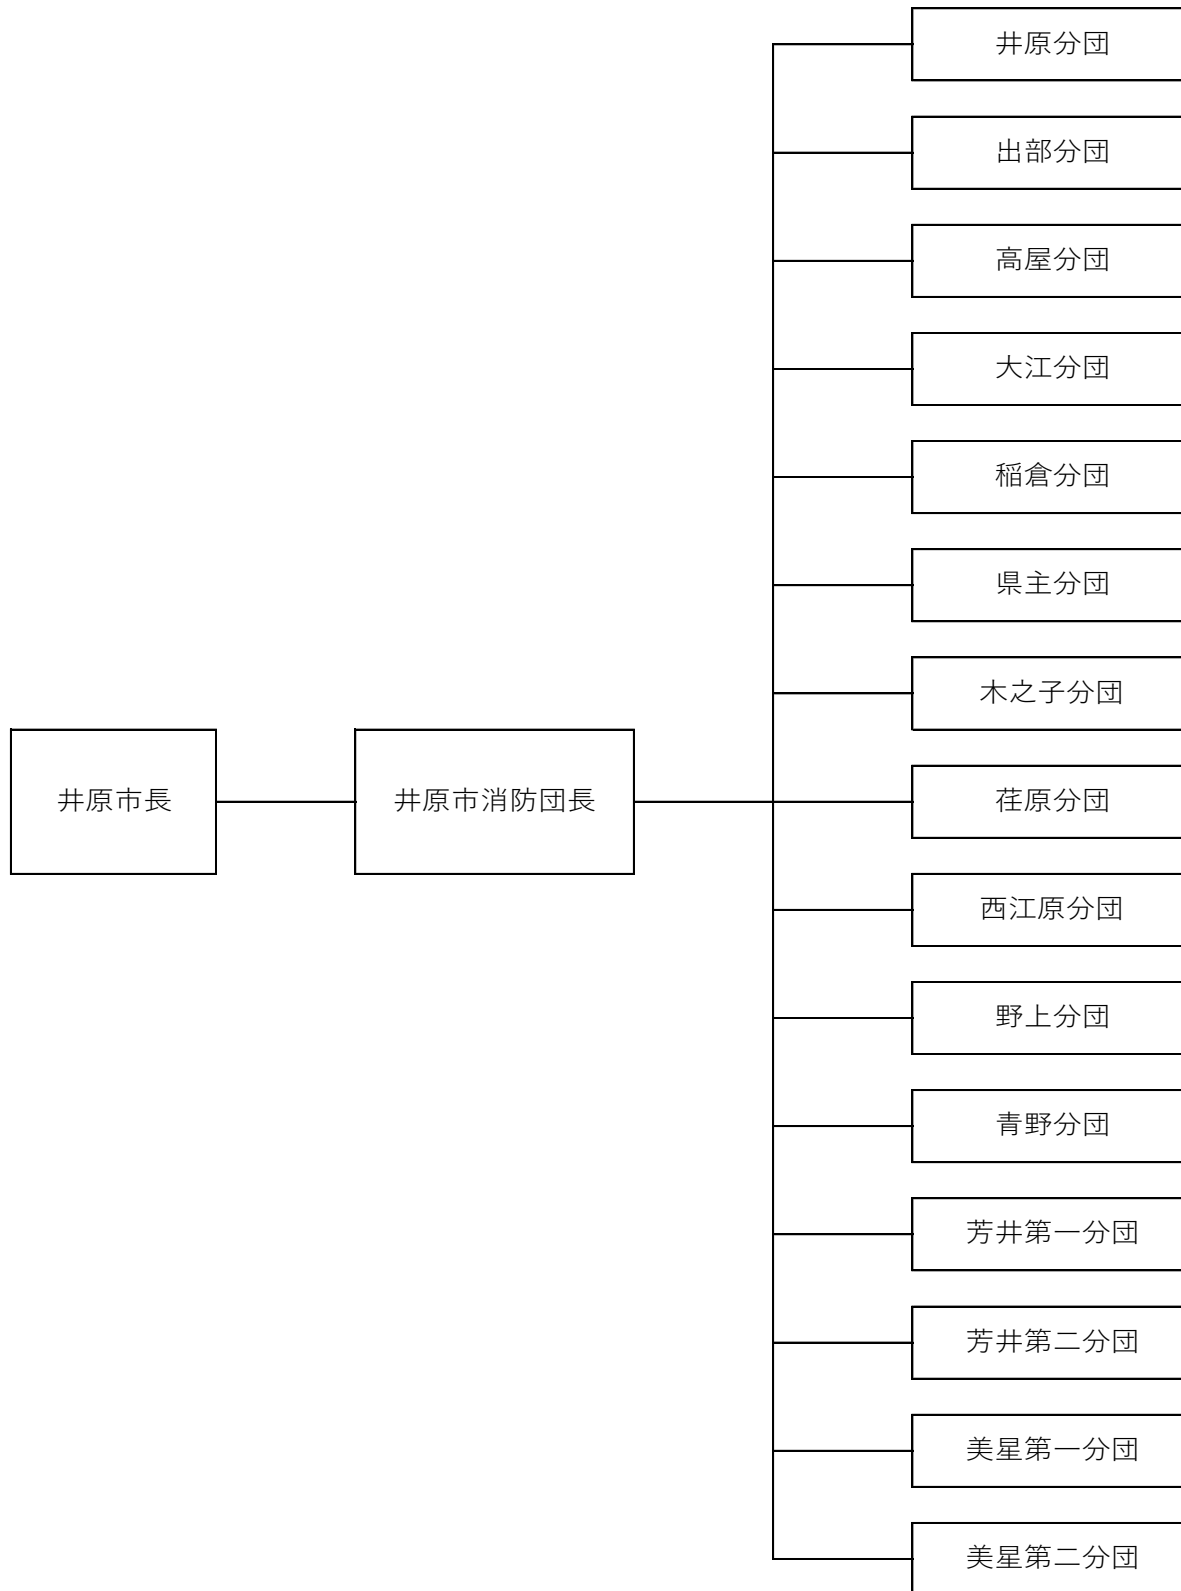 井原分団
出部分団
高屋分団
大江分団
稲倉分団
県主分団
木之子分団
井原市長
井原市消防団長
荏原分団
西江原分団
野上分団
青野分団
芳井第一分団
芳井第二分団
美星第一分団
美星第二分団